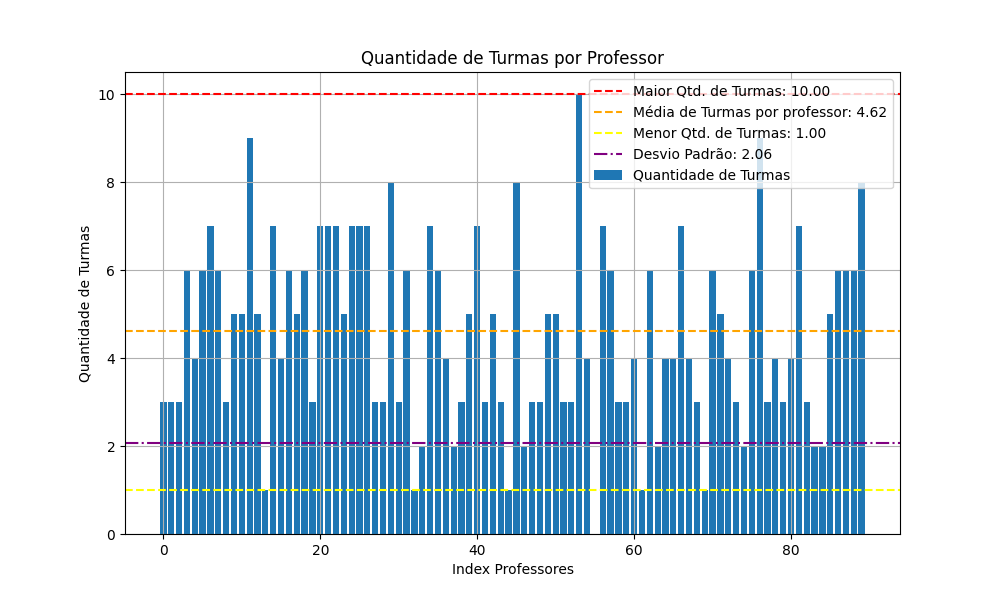 Quantidade de Turmas por Professor
Maior Qtd. de Turmas: 10.00
Média de Turmas por professor: 4.62
Menor Qtd. de Turmas: 1.00
Desvio Padrão: 2.06
Quantidade de Turmas
Quantidade de Turmas
10
8
6
4
2
0
0 20 40 60 80
Index Professores